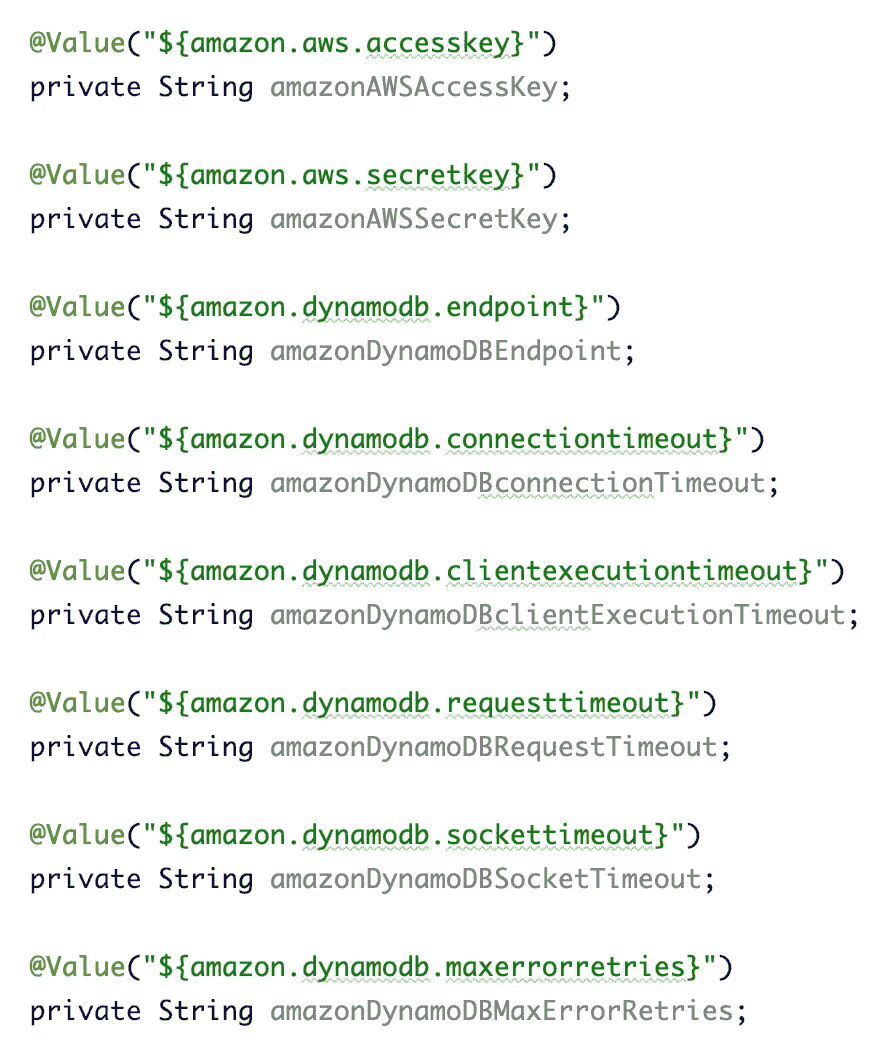 @Value("${amazon.aws.accesskey}")
private String amazonAWSAccessKey;
@Value("${amazon.aws.secretkey}")
private String amazonAWSSecretKey;
@Value("${amazon.dynamodb.endpoint}")
private String amazonDynamoDBEndpoint;
@Value("${amazon.dynamodb.connectiontimeout}")
private String amazonDynamoDBconnectionTimeout;
@Value("${amazon.dynamodb.clientexecutiontimeout}")
private String amazonDynamoDBclientExecutionTimeout;
@Value("${amazon.dynamodb.requesttimeout}")
private String amazonDynamoDBRequestTimeout;
@Value("${amazon.dynamodb.sockettimeout}")
private String amazonDynamoDBSocketTimeout;
@Value("${amazon.dynamodb.maxerrorretries}")
private String amazonDynamoDBMaxErrorRetries;